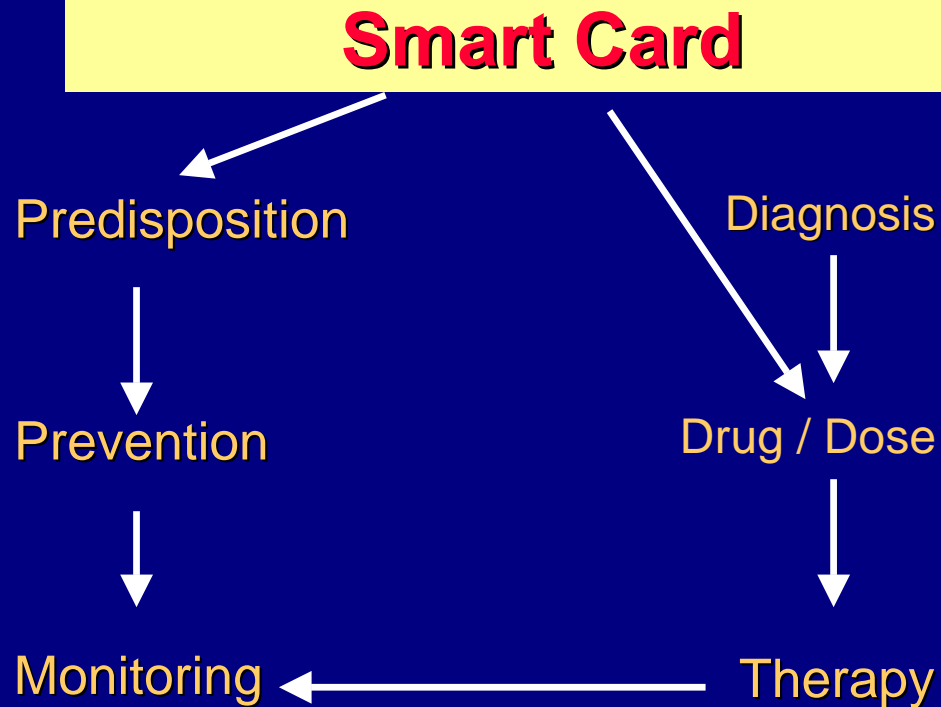 Smart Card
Predisposition
Diagnosis
Prevention
Drug / Dose
Monitoring
Therapy